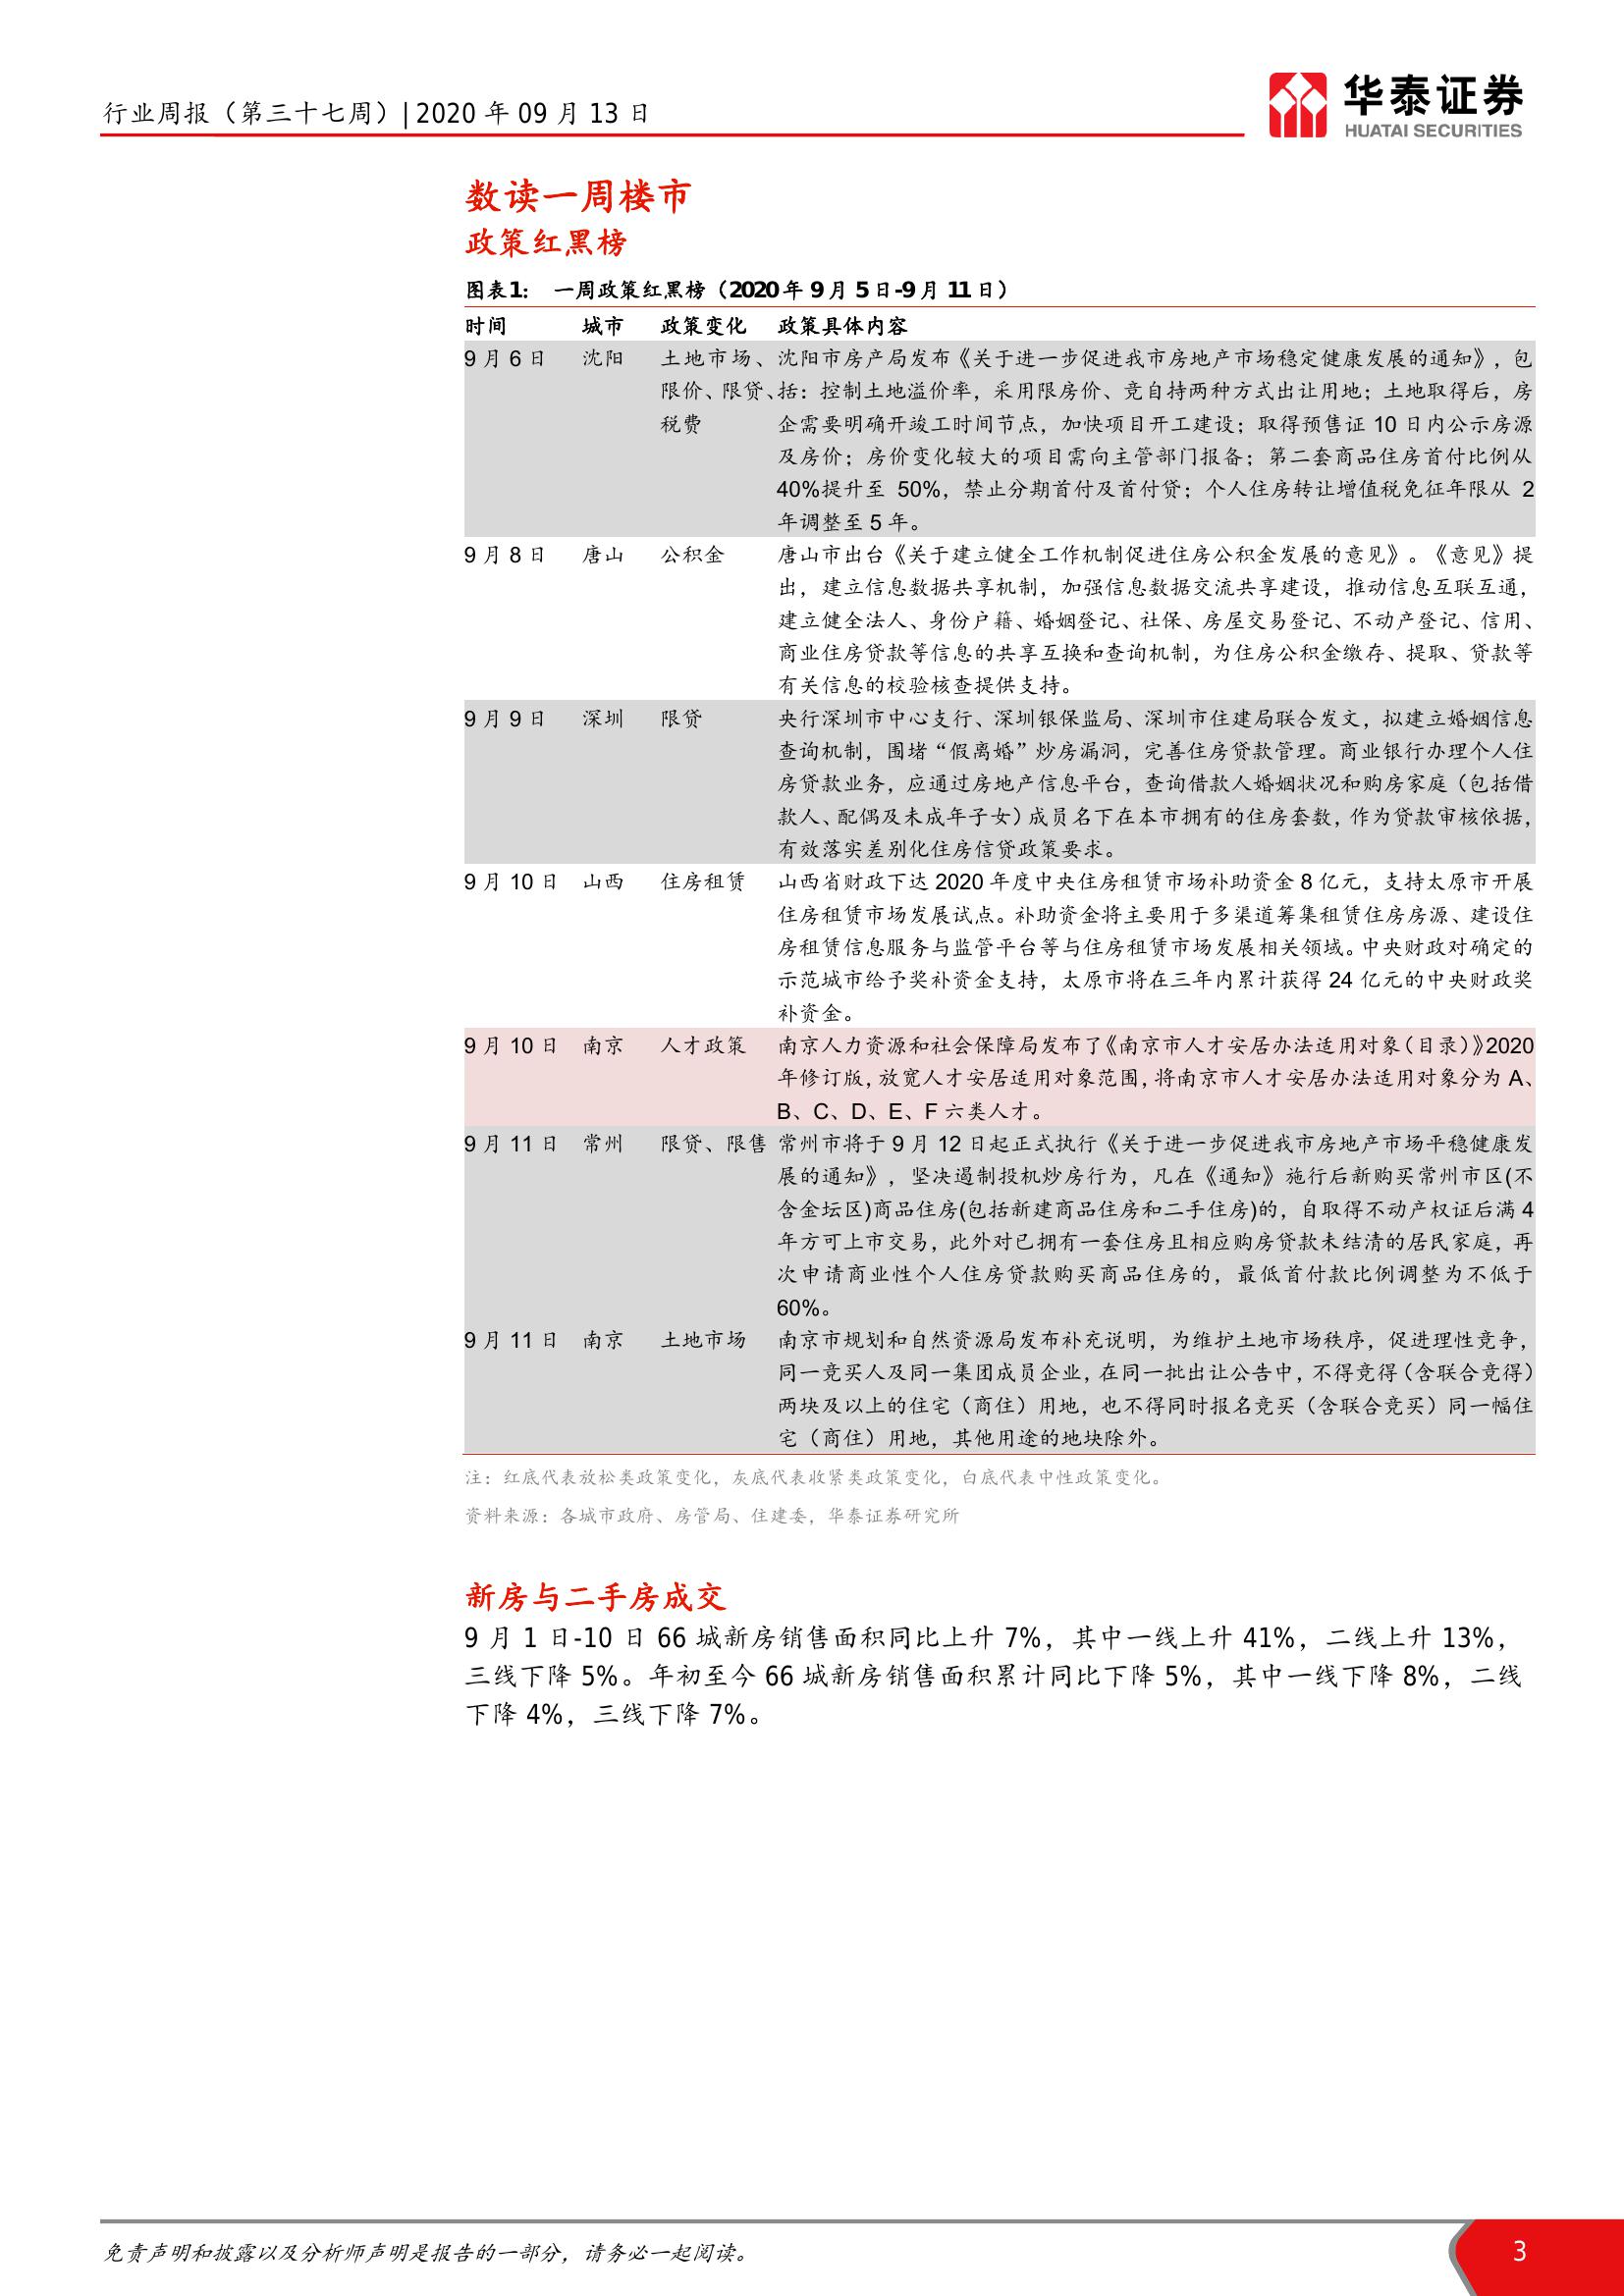 行业周报（第三十七周）| 2020 年 09 月 13 日
华泰证券
HUATAI SECURITIES
数读一周楼市
政策红黑榜
图表1： 一周政策红黑榜（2020 年 9 月 5 日-9 月 11 日）
时间 城市 政策变化 政策具体内容
9 月 6 日 沈阳 土地市场、 沈阳市房产局发布《关于进一步促进我市房地产市场稳定健康发展的通知》，包
限价、限贷、 括：控制土地溢价率，采用限房价、竞自持两种方式出让用地；土地取得后，房
税费 企需要明确开竣工时间节点，加快项目开工建设；取得预售证 10 日内公示房源
及房价；房价变化较大的项目需向主管部门报备；第二套商品住房首付比例从
40%提升至 50%，禁止分期首付及首付贷；个人住房转让增值税免征年限从 2
年调整至 5 年。
9 月 8 日 唐山 公积金 唐山市出台《关于建立健全工作机制促进住房公积金发展的意见》。《意见》提
出，建立信息数据共享机制，加强信息数据交流共享建设，推动信息互联互通，
建立健全法人、身份户籍、婚姻登记、社保、房屋交易登记、不动产登记、信用、
商业住房贷款等信息的共享互换和查询机制，为住房公积金缴存、提取、贷款等
有关信息的校验核查提供支持。
9 月 9 日 深圳 限贷 央行深圳市中心支行、深圳银保监局、深圳市住建局联合发文，拟建立婚姻信息
查询机制，围堵“假离婚”炒房漏洞，完善住房贷款管理。商业银行办理个人住
房贷款业务，应通过房地产信息平台，查询借款人婚姻状况和购房家庭（包括借
款人、配偶及未成年子女）成员名下在本市拥有的住房套数，作为贷款审核依据，
有效落实差别化住房信贷政策要求。
9 月 10 日 山西 住房租赁 山西省财政下达 2020 年度中央住房租赁市场补助资金 8 亿元，支持太原市开展
住房租赁市场发展试点。补助资金将主要用于多渠道筹集租赁住房房源、建设住
房租赁信息服务与监管平台等与住房租赁市场发展相关领域。中央财政对确定的
示范城市给予奖补资金支持，太原市将在三年内累计获得 24 亿元的中央财政奖
补资金。
9 月 10 日 南京 人才政策 南京人力资源和社会保障局发布了《南京市人才安居办法适用对象（目录）》2020
年修订版，放宽人才安居适用对象范围，将南京市人才安居办法适用对象分为 A、
B、C、D、E、F 六类人才。
9 月 11 日 常州 限贷、限售 常州市将于 9 月 12 日起正式执行《关于进一步促进我市房地产市场平稳健康发
展的通知》，坚决遏制投机炒房行为，凡在《通知》施行后新购买常州市区(不
含金坛区)商品住房(包括新建商品住房和二手住房)的，自取得不动产权证后满 4
年方可上市交易，此外对已拥有一套住房且相应购房贷款未结清的居民家庭，再
次申请商业性个人住房贷款购买商品住房的，最低首付款比例调整为不低于
60%。
9 月 11 日 南京 土地市场 南京市规划和自然资源局发布补充说明，为维护土地市场秩序，促进理性竞争，
同一竞买人及同一集团成员企业，在同一批出让公告中，不得竞得（含联合竞得）
两块及以上的住宅（商住）用地，也不得同时报名竞买（含联合竞买）同一幅住
宅（商住）用地，其他用途的地块除外。
注：红底代表放松类政策变化，灰底代表收紧类政策变化，白底代表中性政策变化。
资料来源：各城市政府、房管局、住建委，华泰证券研究所
新房与二手房成交
9 月 1 日-10 日 66 城新房销售面积同比上升 7%，其中一线上升 41%，二线上升 13%，
三线下降 5%。年初至今 66 城新房销售面积累计同比下降 5%，其中一线下降 8%，二线
下降 4%，三线下降 7%。
免责声明和披露以及分析师声明是报告的一部分，请务必一起阅读。
3